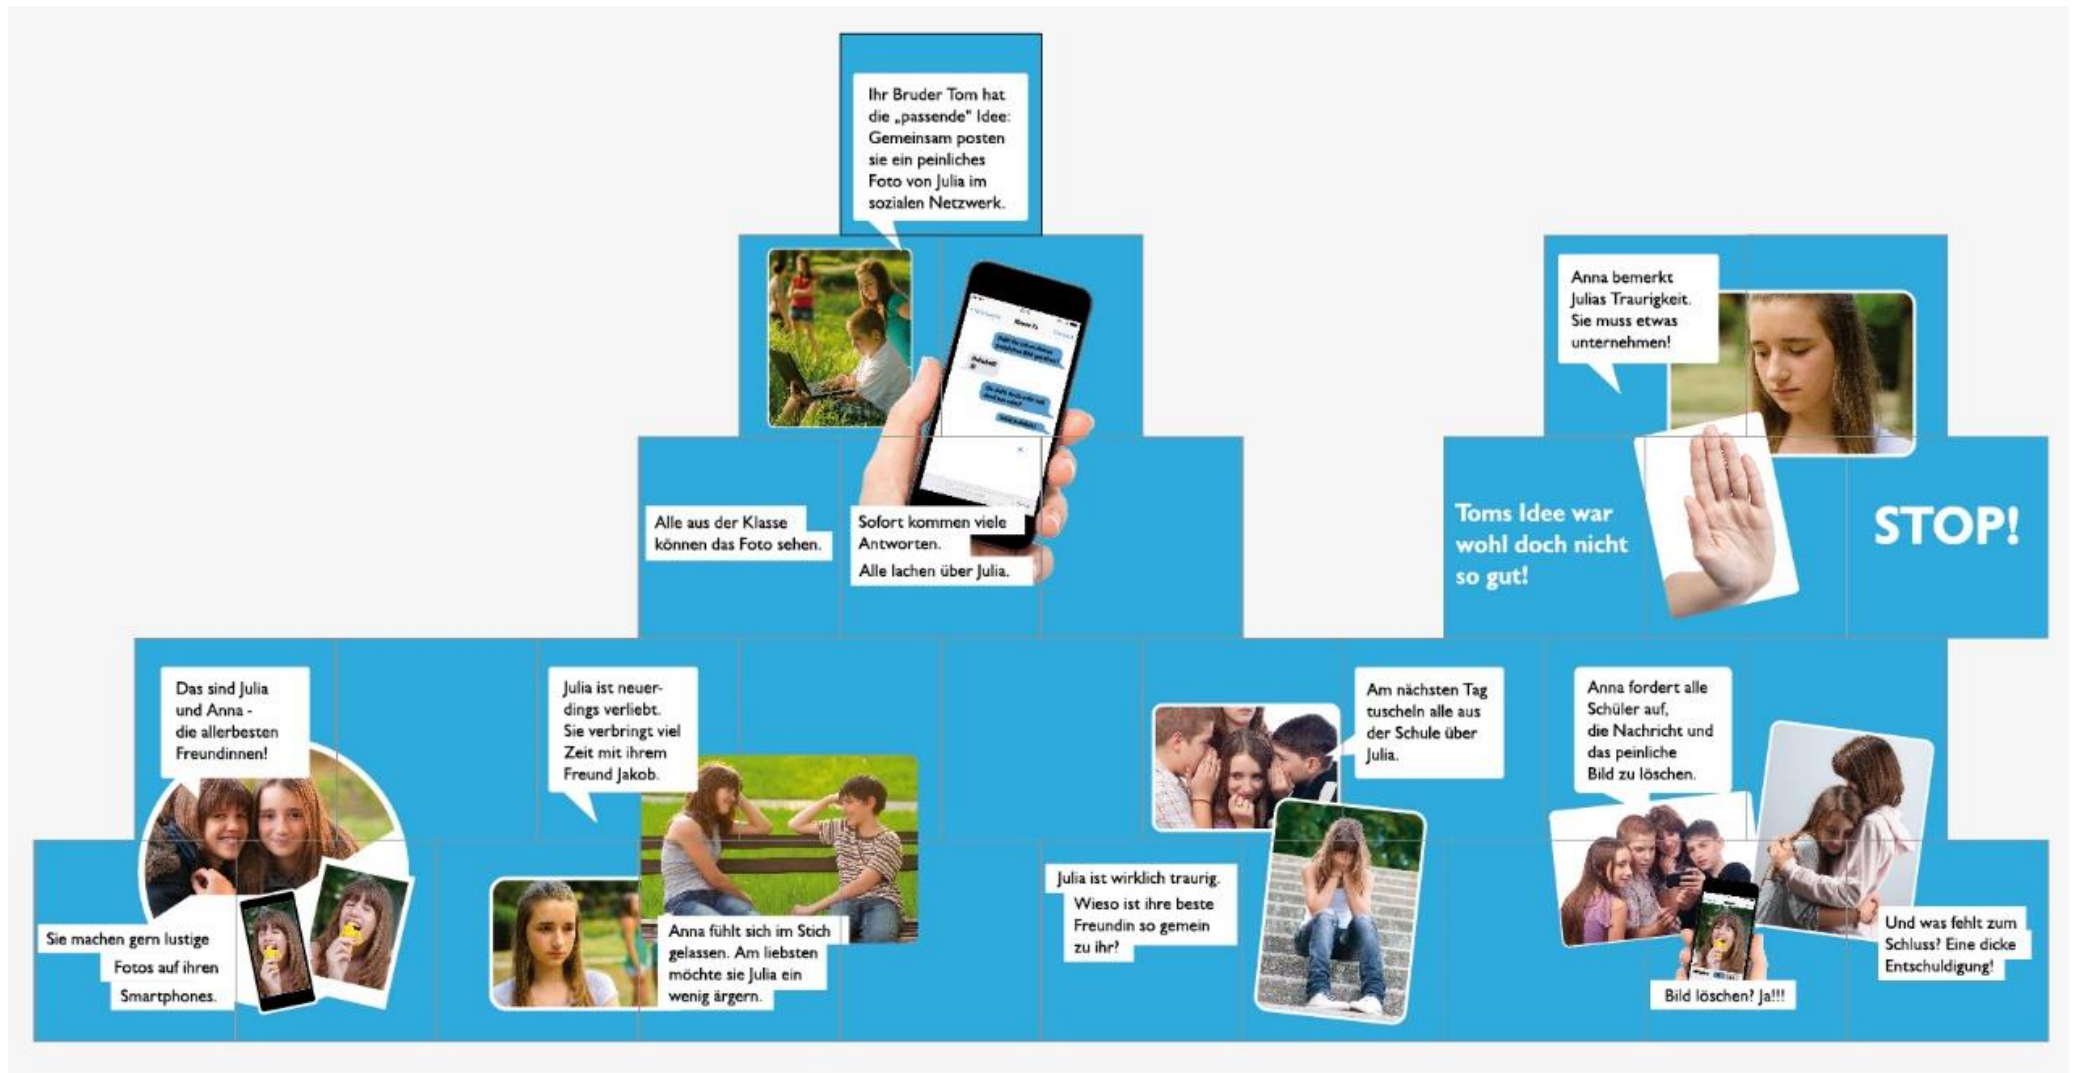 Das sind Julia
und Anna -
die allerbesten
Freundinnen!
Sie machen gern lustige
Fotos auf ihren
Smartphones.
Julia ist neuer-
dings verliebt.
Sie verbringt viel
Zeit mit ihrem
Freund Jakob.
Anna fühlt sich im Stich
gelassen. Am liebsten
möchte sie Julia ein
wenig ärgern.
Ihr Bruder Tom hat
die „passende" Idee:
Gemeinsam posten
sie ein peinliches
Foto von Julia im
sozialen Netzwerk.
Alle aus der Klasse
können das Foto sehen.
Sofort kommen viele
Antworten.
Alle lachen über Julia.
Am nächsten Tag
tuscheln alle aus
der Schule über
Julia.
Julia ist wirklich traurig.
Wieso ist ihre beste
Freundin so gemein
zu ihr?
Anna bemerkt
Julias Traurigkeit.
Sie muss etwas
unternehmen!
Toms Idee war
wohl doch nicht
so gut!
STOP!
Anna fordert alle
Schüler auf,
die Nachricht und
das peinliche
Bild zu löschen.
Bild löschen? Ja!!!
Und was fehlt zum
Schluss? Eine dicke
Entschuldigung!